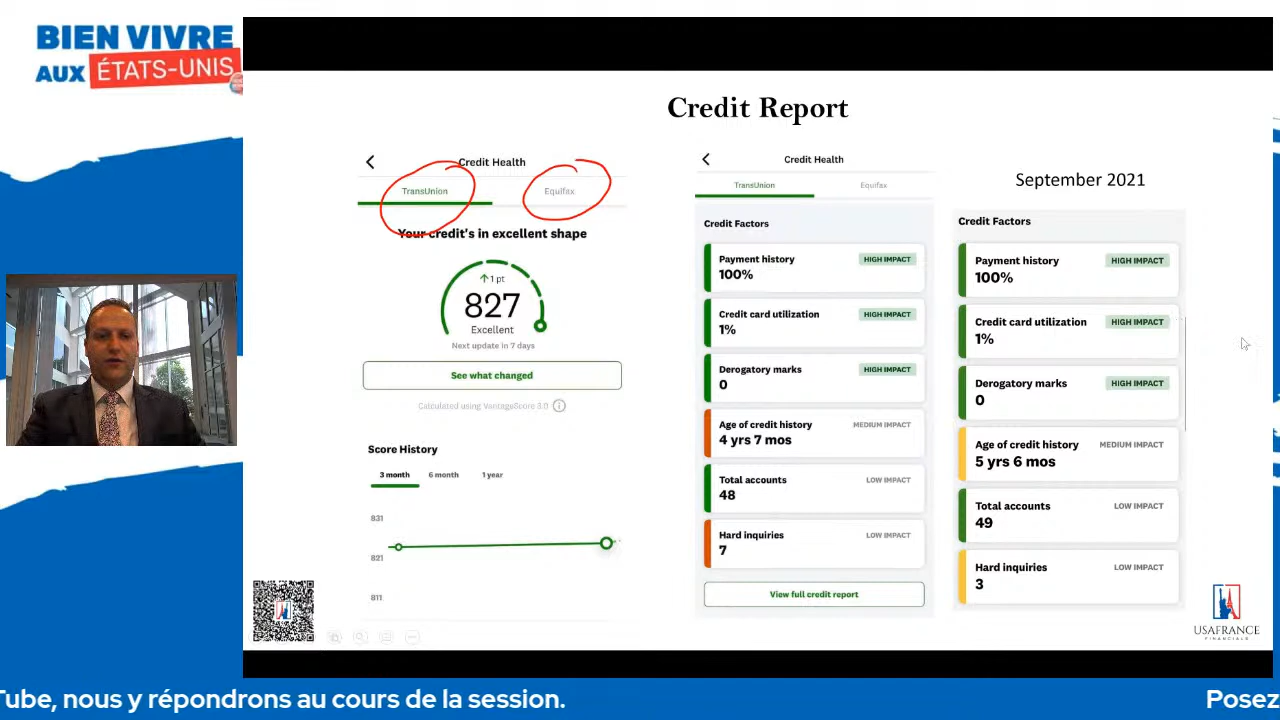 BIEN VIVRE
AUX ÉTATS-UNIS
Credit Report
Credit Health
TransUnion Equifax
Your credit's in excellent shape
1 pt
827
Excellent
Next update in 7 days
See what changed
Calculated using VantageScore 3.0
Score History
3 month 6 month 1 year
831
821
811
Credit Health
TransUnion Equifax
Credit Factors
Payment history HIGH IMPACT
100%
Credit card utilization HIGH IMPACT
1%
Derogatory marks HIGH IMPACT
0
Age of credit history MEDIUM IMPACT
4 yrs 7 mos
Total accounts LOW IMPACT
48
Hard inquiries LOW IMPACT
7
View full credit report
September 2021
Credit Factors
Payment history HIGH IMPACT
100%
Credit card utilization HIGH IMPACT
1%
Derogatory marks HIGH IMPACT
0
Age of credit history MEDIUM IMPACT
5 yrs 6 mos
Total accounts LOW IMPACT
49
Hard inquiries LOW IMPACT
3
USAFRANCE
FINANCIALS
Tube, nous y répondrons au cours de la session. Posez